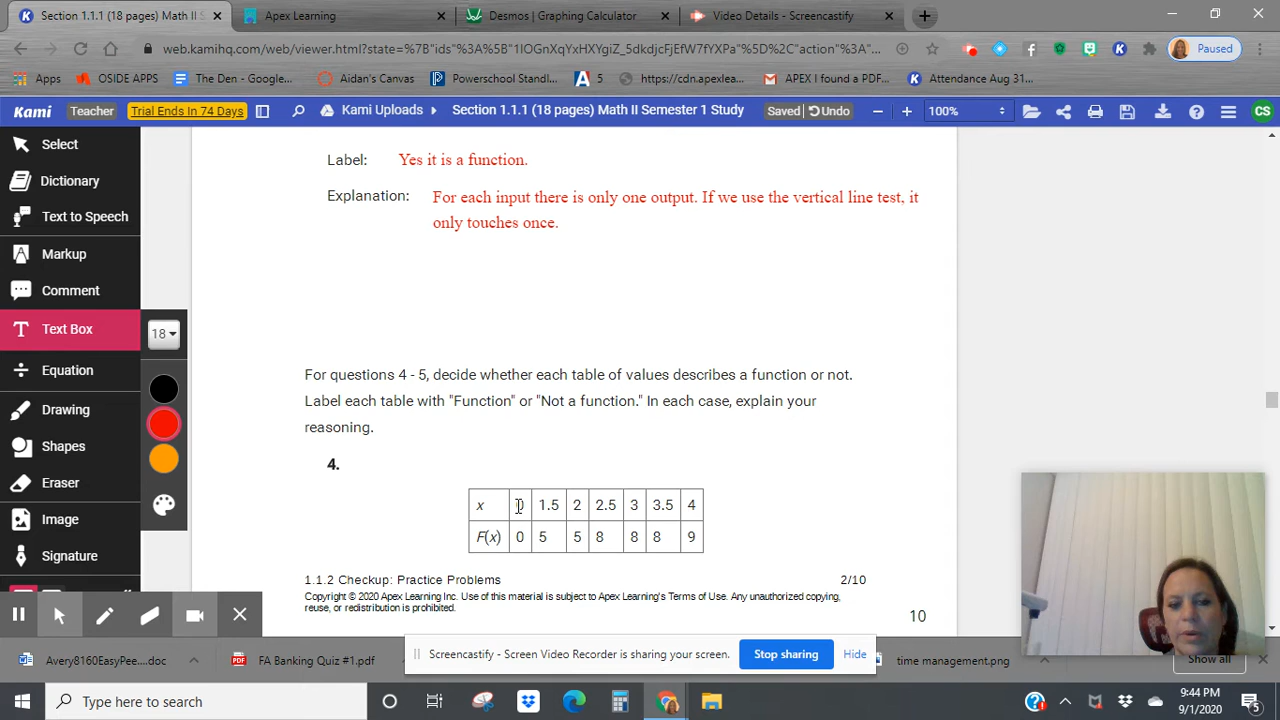 Section 1.1.1 (18 pages) Math II S
Apex Learning
Desmos | Graphing Calculator
Video Details - Screencastify
web.kamihq.com/web/viewer.html?state=%7B"ids"%3A%5B"1lOGnXqYxHXYgiZ_5dkdjcFjEfW7fYXPa"%5D%2C"action"%3A/"...
Paused
Apps
OSIDE APPS
The Den - Google...
Aidan's Canvas
Powerschool Standl...
5
https://cdn.apexlea...
APEX I found a PDF...
Attendance Aug 31...
Kami
Teacher
Trial Ends In 74 Days
Kami Uploads
Section 1.1.1 (18 pages) Math II Semester 1 Study
Saved
Undo
100%
CS
Select
Dictionary
Text to Speech
Markup
Comment
Text Box
Equation
Drawing
Shapes
Eraser
Image
Signature
18
Label: Yes it is a function.
Explanation: For each input there is only one output. If we use the vertical line test, it
only touches once.
For questions 4 - 5, decide whether each table of values describes a function or not.
Label each table with "Function" or "Not a function." In each case, explain your
reasoning.
4.
x 0 1.5 2 2.5 3 3.5 4
F(x) 0 5 5 8 8 8 9
1.1.2 Checkup: Practice Problems 2/10
Copyright © 2020 Apex Learning Inc. Use of this material is subject to Apex Learning's Terms of Use. Any unauthorized copying,
reuse, or redistribution is prohibited.
10
Screencastify - Screen Video Recorder is sharing your screen.
Stop sharing
Hide
Avery8160EasyPee....doc
FA Banking Quiz #1.pdf
time management.png
Show all
Type here to search
9:44 PM
9/1/2020
5